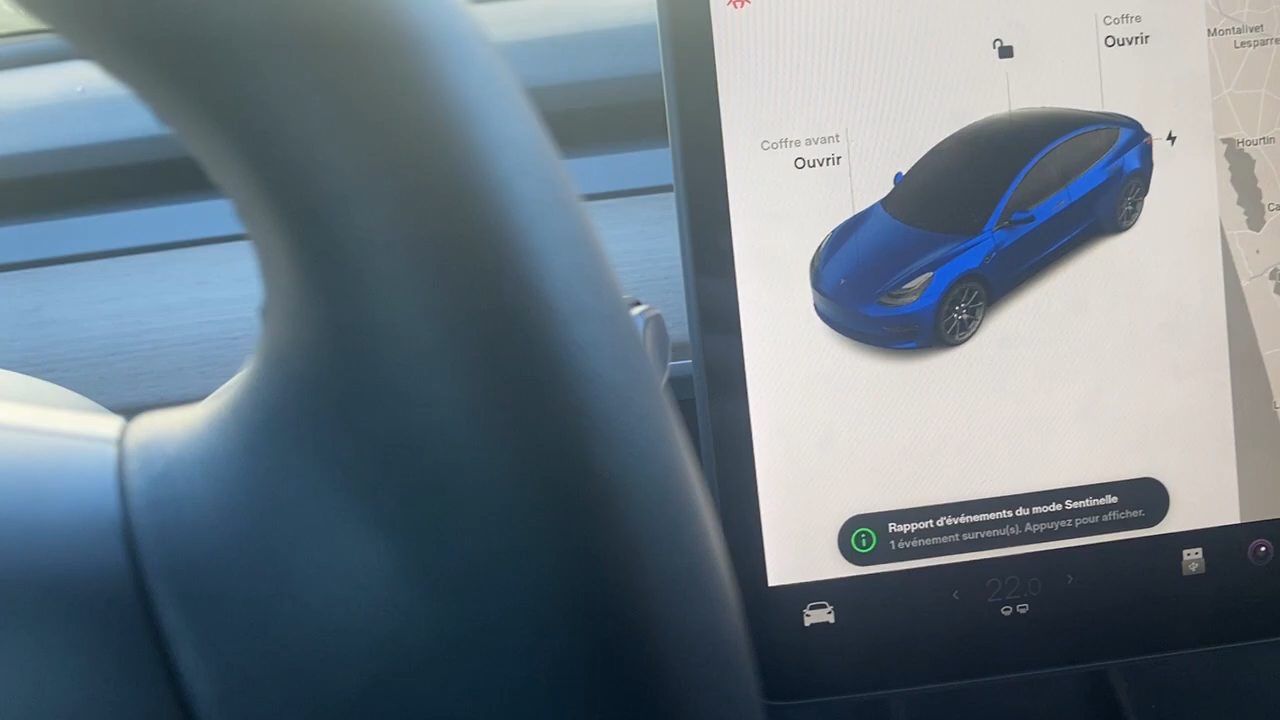 Coffre
Ouvrir
Coffre avant
Ouvrir
Montalivet
Lesparre
Hourtin
Rapport d'événements du mode Sentinelle
1 événement survenu(s). Appuyez pour afficher.
22.0